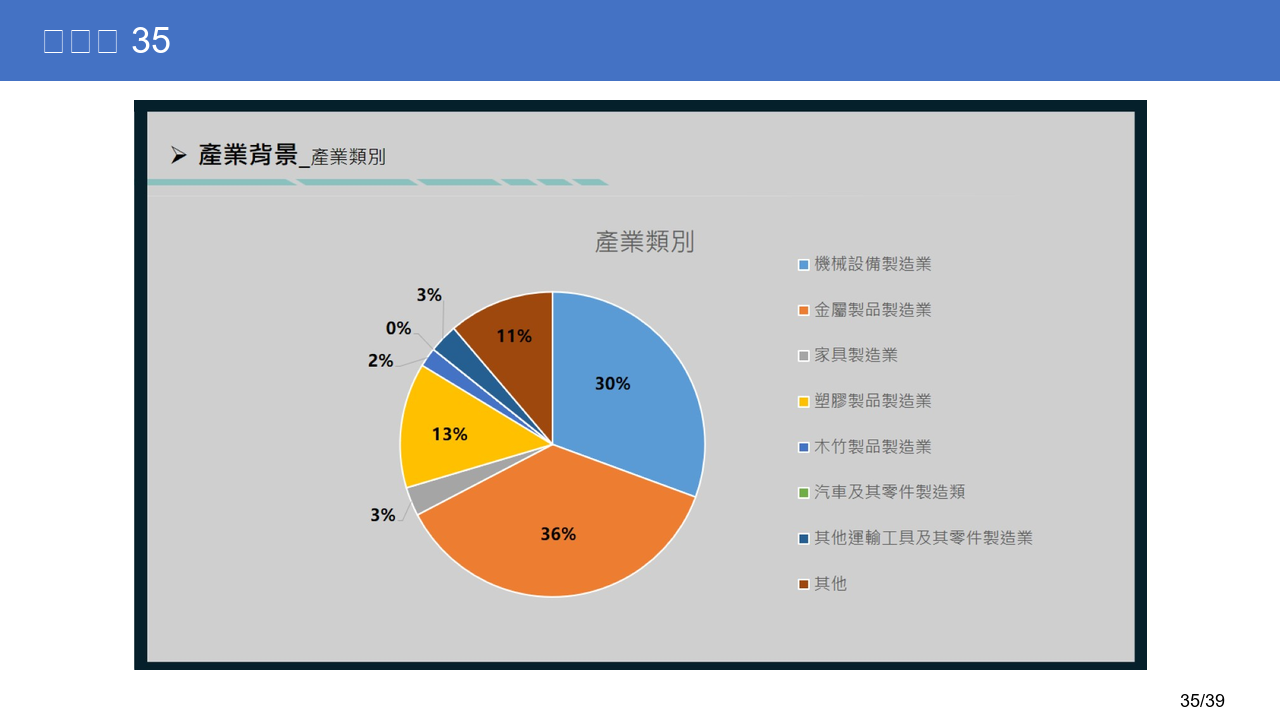 35
產業背景_產業類別
產業類別
機械設備製造業
金屬製品製造業
家具製造業
塑膠製品製造業
木竹製品製造業
汽車及其零件製造類
其他運輸工具及其零件製造業
其他
3%
0%
2%
11%
30%
13%
3%
36%
35/39